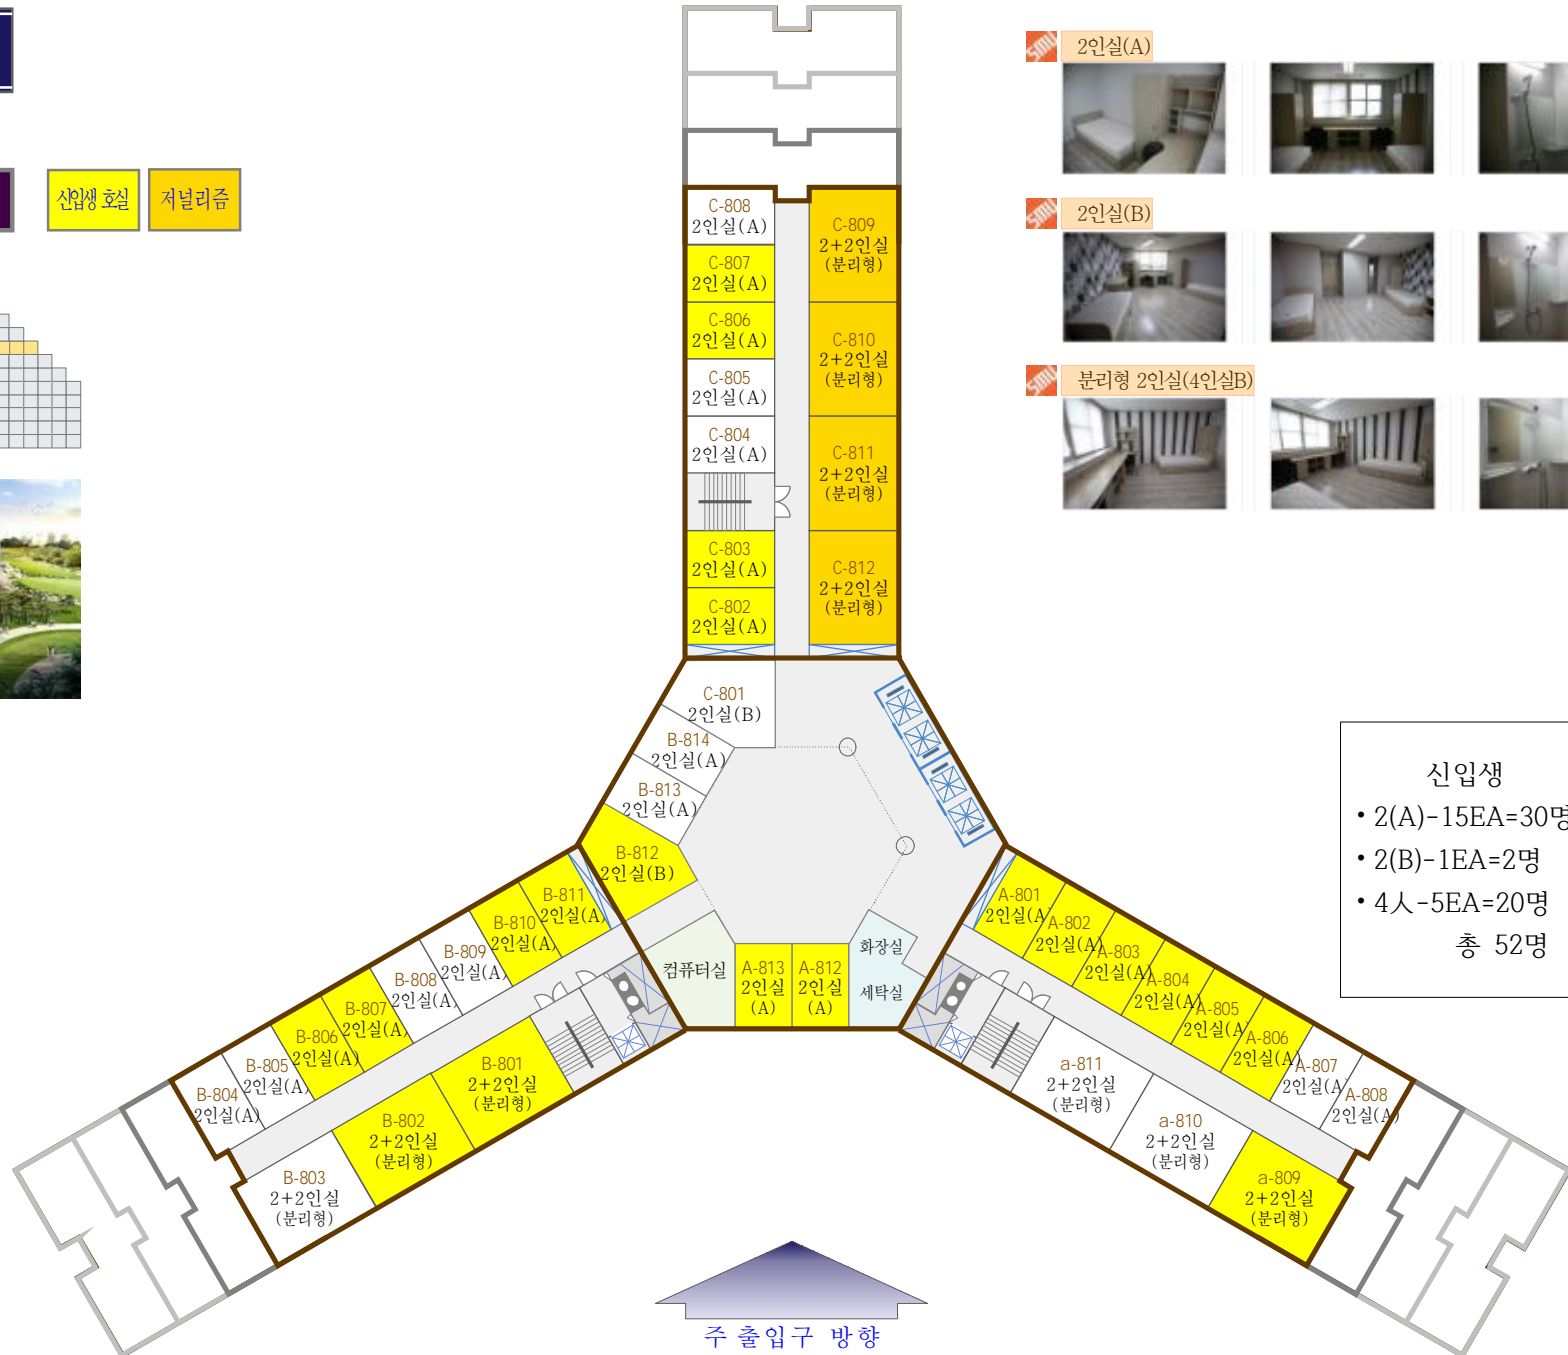 신입생 호실
저널리즘
2인실(A)
2인실(B)
분리형 2인실(4인실B)
C-808
2인실(A)
C-807
2인실(A)
C-806
2인실(A)
C-805
2인실(A)
C-804
2인실(A)
C-803
2인실(A)
C-802
2인실(A)
C-809
2+2인실
(분리형)
C-810
2+2인실
(분리형)
C-811
2+2인실
(분리형)
C-812
2+2인실
(분리형)
C-801
2인실(B)
B-814
2인실(A)
B-813
2인실(A)
B-812
2인실(B)
B-811
2인실(A)
B-810
2인실(A)
B-809
2인실(A)
B-808
2인실(A)
B-807
2인실(A)
B-806
2인실(A)
B-805
2인실(A)
B-804
2인실(A)
B-801
2+2인실
(분리형)
B-802
2+2인실
(분리형)
B-803
2+2인실
(분리형)
컴퓨터실
A-813
2인실
(A)
A-812
2인실
(A)
화장실
세탁실
A-801
2인실(A)
A-802
2인실(A)
A-803
2인실(A)
A-804
2인실(A)
A-805
2인실(A)
A-806
2인실(A)
A-807
2인실(A)
A-808
2인실(A)
a-811
2+2인실
(분리형)
a-810
2+2인실
(분리형)
a-809
2+2인실
(분리형)
신입생
• 2(A)-15EA=30명
• 2(B)-1EA=2명
• 4人-5EA=20명
총 52명
주 출입구 방향